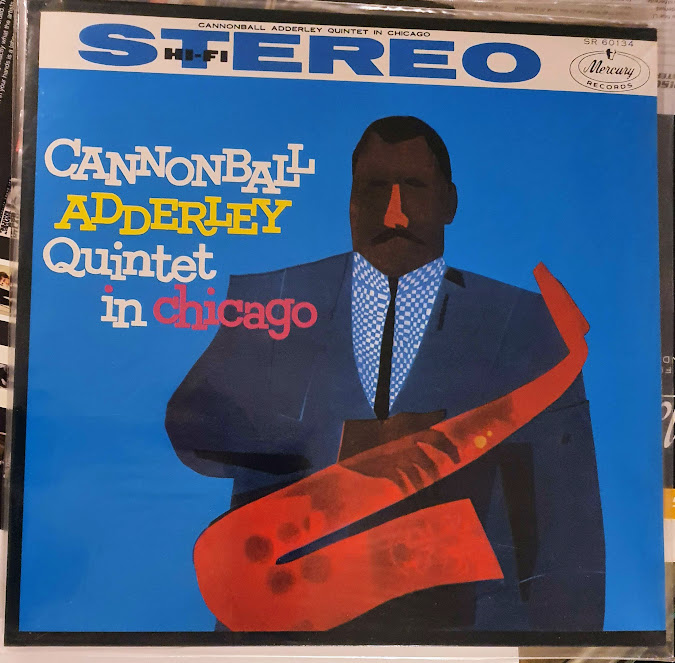 CANNONBALL ADDERLEY QUINTET IN CHICAGO
STEREO
HI-FI
SR 60134
Mercury
RECORDS
CANNONBALL
ADDERLEY
Quintet
in chicago